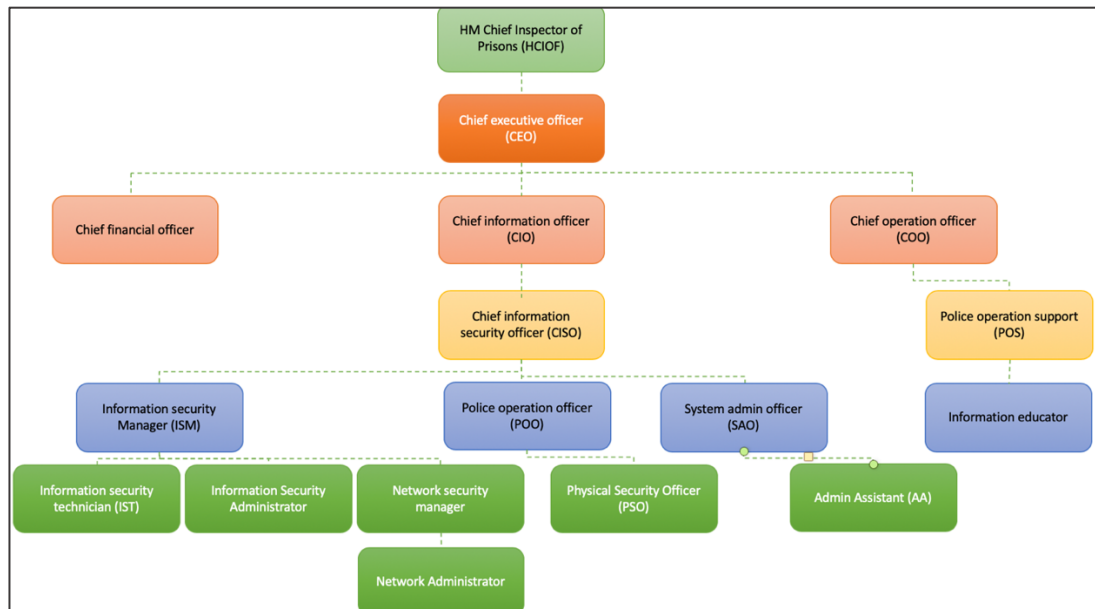 HM Chief Inspector of
Prisons (HCIOF)
Chief executive officer
(CEO)
Chief financial officer
Chief information officer
(CIO)
Chief operation officer
(COO)
Chief information
security officer (CISO)
Police operation support
(POS)
Information security
Manager (ISM)
Police operation officer
(POO)
System admin officer
(SAO)
Information educator
Information security
technician (IST)
Information Security
Administrator
Network security
manager
Physical Security Officer
(PSO)
Admin Assistant (AA)
Network Administrator